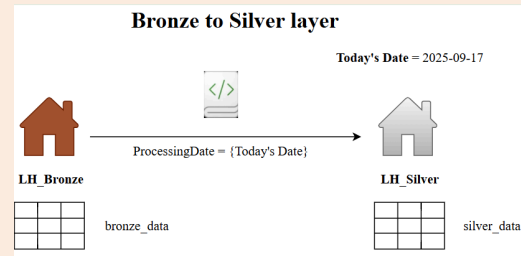 Bronze to Silver layer
Today's Date = 2025-09-17
</>
ProcessingDate = {Today's Date}
LH_Bronze
LH_Silver
bronze_data
silver_data